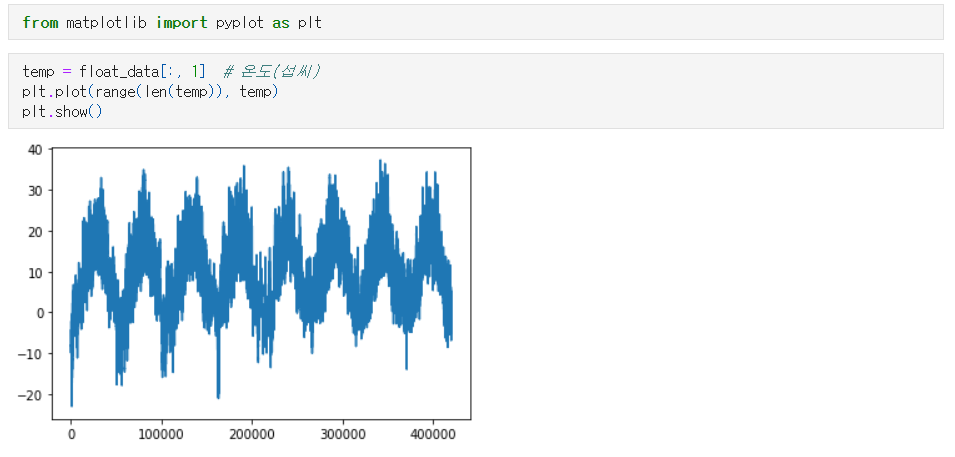 from matplotlib import pyplot as plt
temp = float_data[:, 1]  # 온도(섭씨)
plt.plot(range(len(temp)), temp)
plt.show()
40
30
20
10
0
−10
−20
0 100000 200000 300000 400000